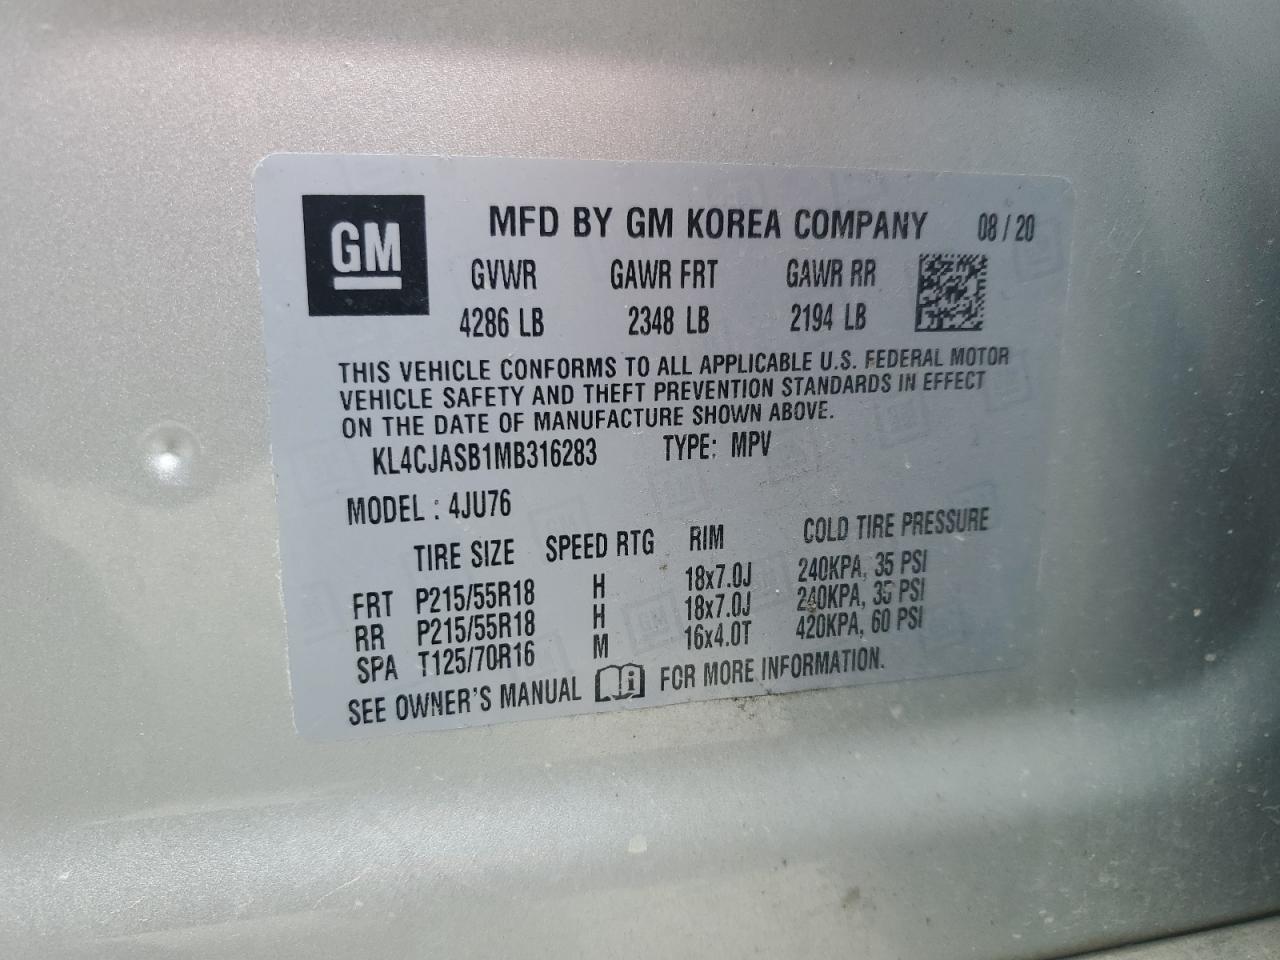 GM
MFD BY GM KOREA COMPANY 08 / 20
GVWR GAWR FRT GAWR RR
4286 LB 2348 LB 2194 LB
THIS VEHICLE CONFORMS TO ALL APPLICABLE U.S. FEDERAL MOTOR
VEHICLE SAFETY AND THEFT PREVENTION STANDARDS IN EFFECT
ON THE DATE OF MANUFACTURE SHOWN ABOVE.
KL4CJASB1MB316283 TYPE: MPV
MODEL : 4JU76
TIRE SIZE SPEED RTG RIM COLD TIRE PRESSURE
FRT P215/55R18 H 18x7.0J 240KPA, 35 PSI
RR P215/55R18 H 18x7.0J 240KPA, 35 PSI
SPA T125/70R16 M 16x4.0T 420KPA, 60 PSI
SEE OWNER'S MANUAL FOR MORE INFORMATION.